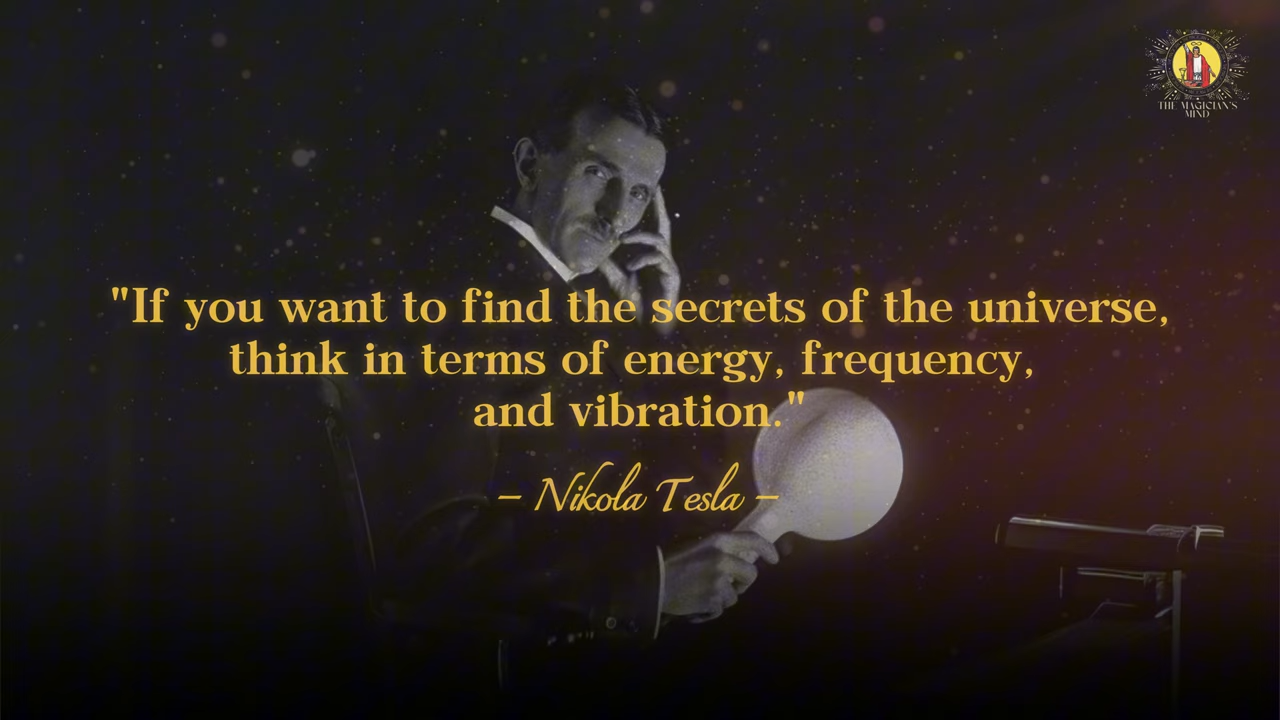 THE MAGICIAN'S
MIND
"If you want to find the secrets of the universe,
think in terms of energy, frequency,
and vibration."
– Nikola Tesla –